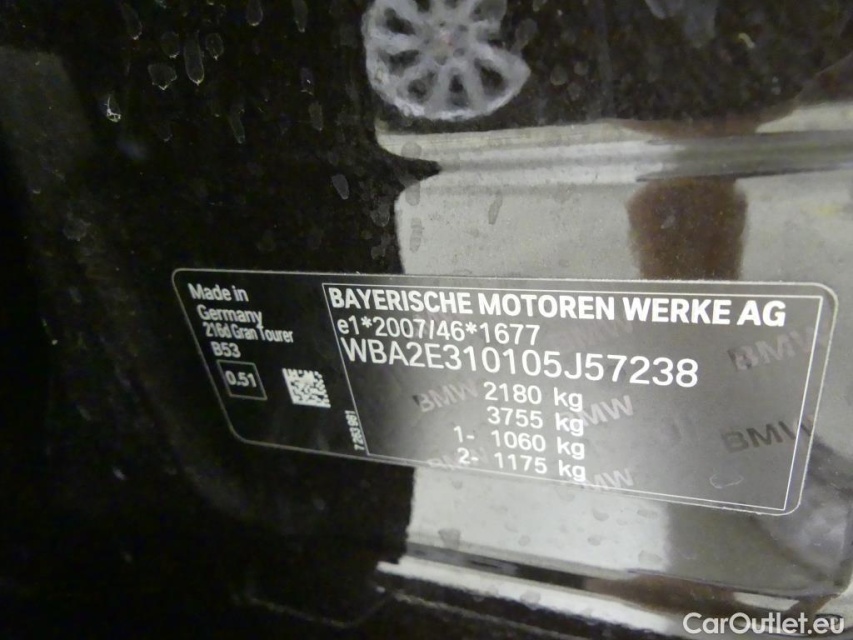 Made in
Germany
216d Gran Tourer
B53
0.51
BAYERISCHE MOTOREN WERKE AG
e1*2007/46*1677
WBA2E310105J57238
2180 kg
3755 kg
1- 1060 kg
2- 1175 kg
BMW
BMW
BMW
BMW
BMW
CarOutlet.eu